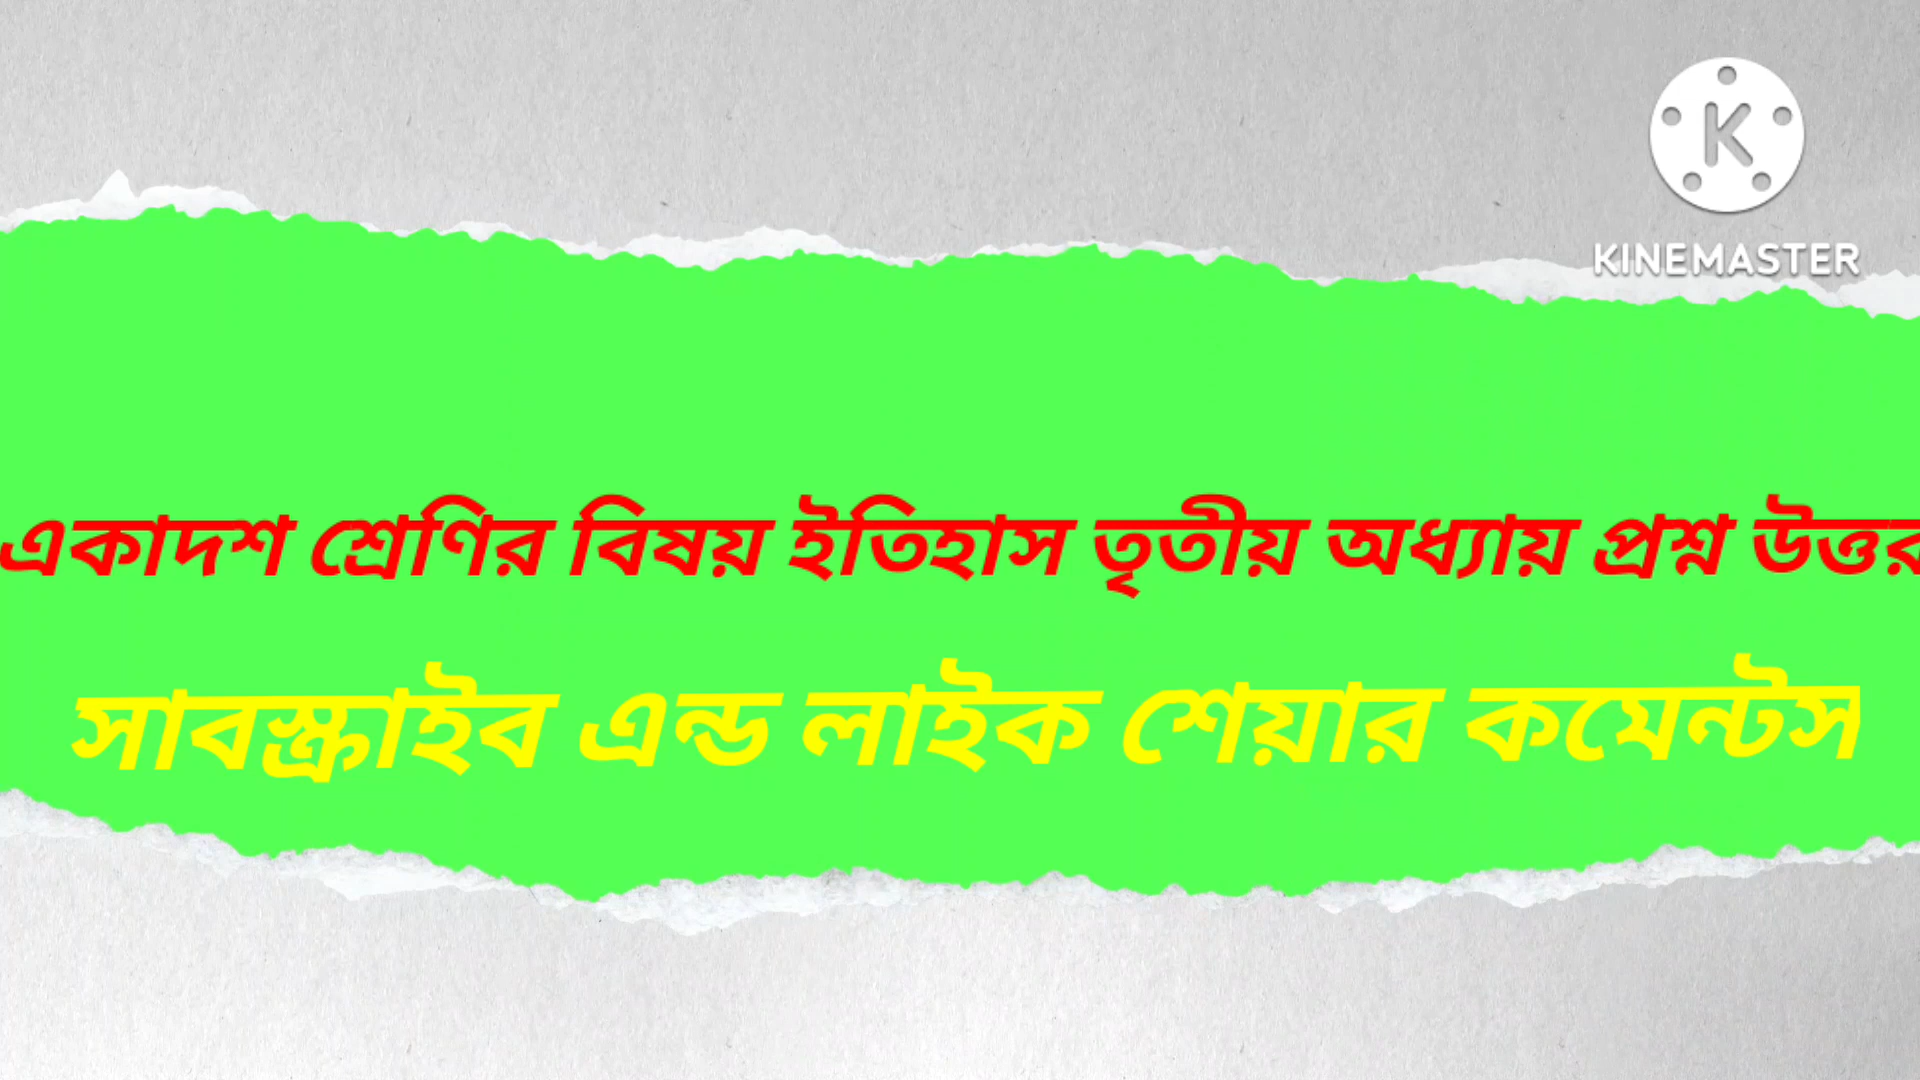 KINEMASTER
একাদশ শ্রেণির বিষয় ইতিহাস তৃতীয় অধ্যায় প্রশ্ন উত্তর
সাবস্ক্রাইব এন্ড লাইক শেয়ার কমেন্টস